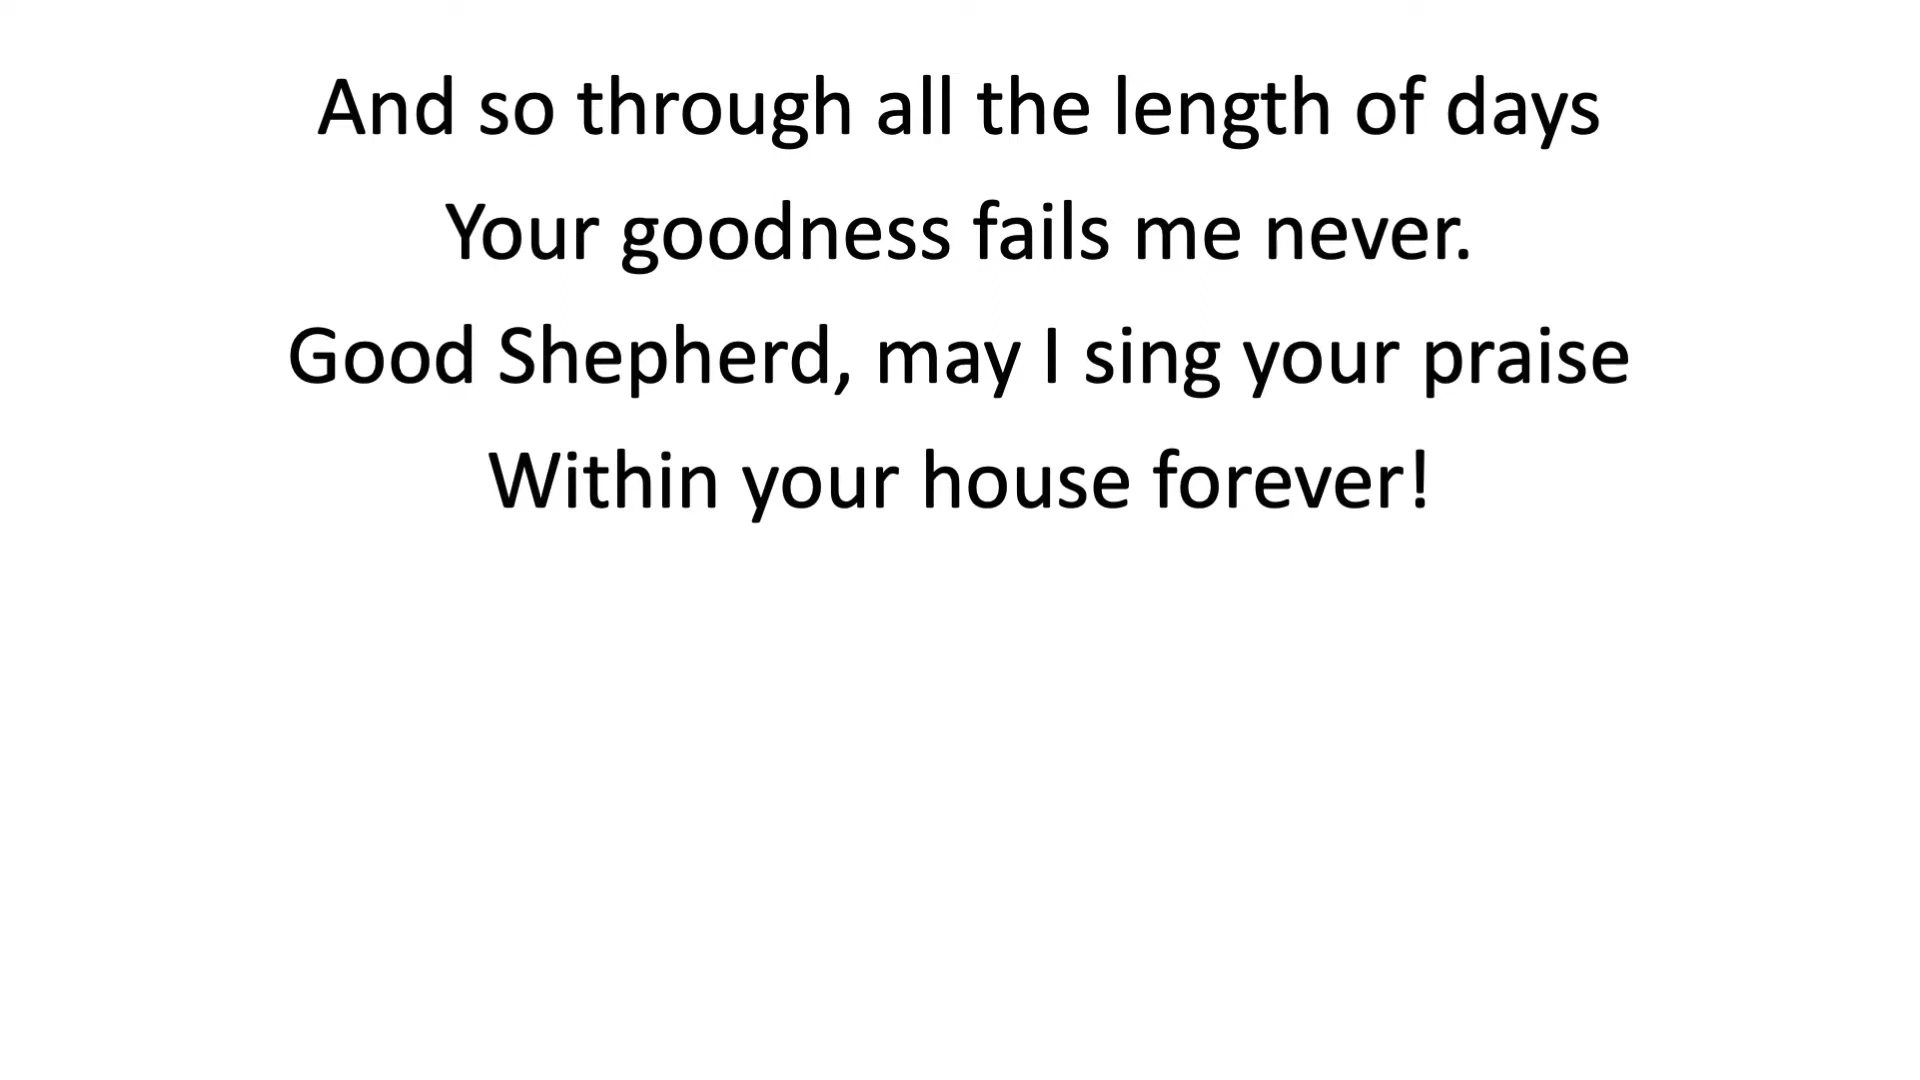 And so through all the length of days
Your goodness fails me never.
Good Shepherd, may I sing your praise
Within your house forever!